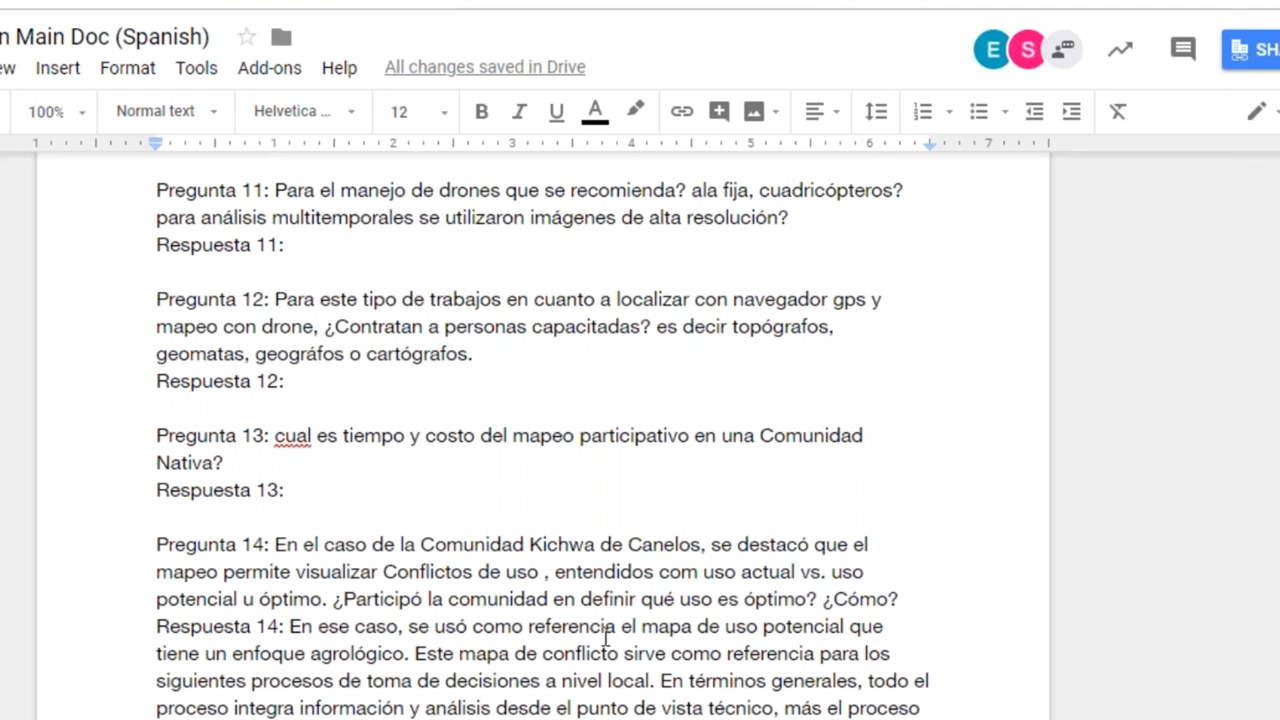 n Main Doc (Spanish)
ew Insert Format Tools Add-ons Help All changes saved in Drive
E S SHA
100% Normal text Helvetica ... 12 B I U A
1 1 2 3 4 5 6 7
Pregunta 11: Para el manejo de drones que se recomienda? ala fija, cuadricópteros?
para análisis multitemporales se utilizaron imágenes de alta resolución?
Respuesta 11:
Pregunta 12: Para este tipo de trabajos en cuanto a localizar con navegador gps y
mapeo con drone, ¿Contratan a personas capacitadas? es decir topógrafos,
geomatas, geográfos o cartógrafos.
Respuesta 12:
Pregunta 13: cual es tiempo y costo del mapeo participativo en una Comunidad
Nativa?
Respuesta 13:
Pregunta 14: En el caso de la Comunidad Kichwa de Canelos, se destacó que el
mapeo permite visualizar Conflictos de uso , entendidos com uso actual vs. uso
potencial u óptimo. ¿Participó la comunidad en definir qué uso es óptimo? ¿Cómo?
Respuesta 14: En ese caso, se usó como referencia el mapa de uso potencial que
tiene un enfoque agrológico. Este mapa de conflicto sirve como referencia para los
siguientes procesos de toma de decisiones a nivel local. En términos generales, todo el
proceso integra información y análisis desde el punto de vista técnico, más el proceso